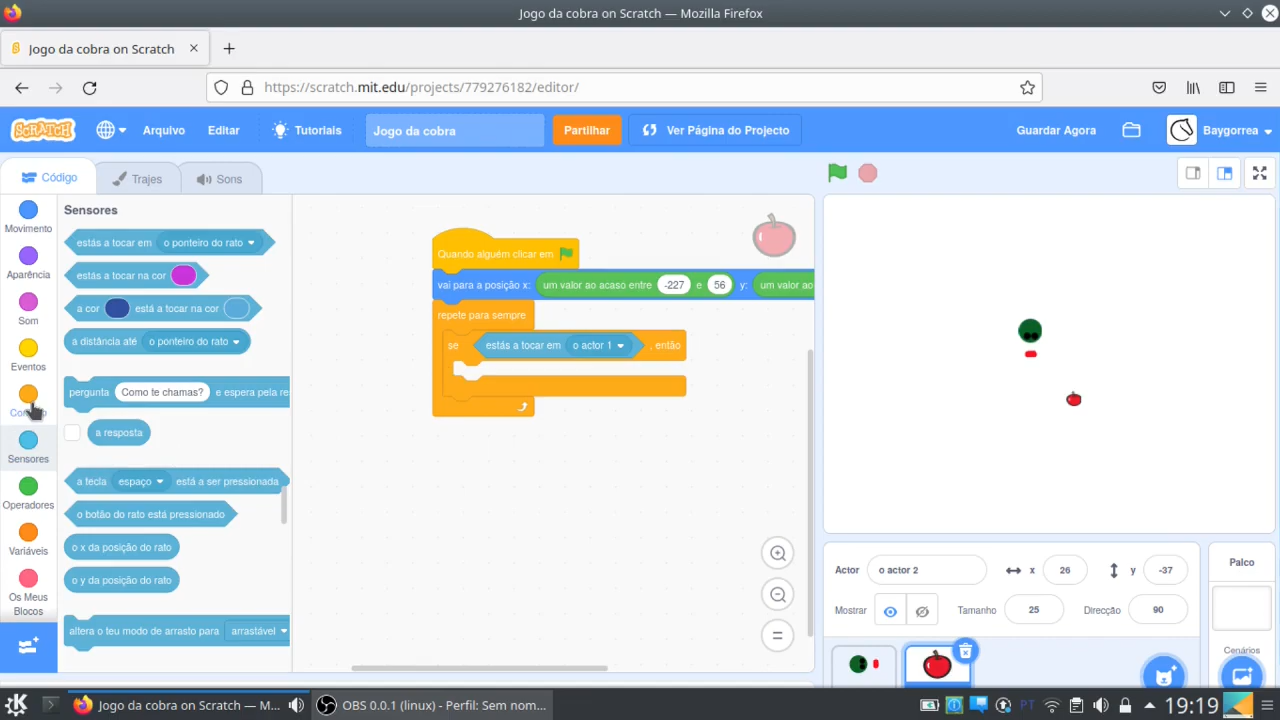 Jogo da cobra on Scratch — Mozilla Firefox
Jogo da cobra on Scratch
https://scratch.mit.edu/projects/779276182/editor/
SCRATCH
Arquivo
Editar
Tutoriais
Jogo da cobra
Partilhar
Ver Página do Projecto
Guardar Agora
Baygorrea
Código
Trajes
Sons
Movimento
Aparência
Som
Eventos
Sensores
Operadores
Variáveis
Os Meus
Blocos
Sensores
estás a tocar em o ponteiro do rato
estás a tocar na cor
a cor está a tocar na cor
a distância até o ponteiro do rato
pergunta Como te chamas? e espera pela re
a resposta
a tecla espaço está a ser pressionada
o botão do rato está pressionado
o x da posição do rato
o y da posição do rato
altera o teu modo de arrasto para arrastável
Quando alguém clicar em
vai para a posição x: um valor ao acaso entre -227 e 56 y: um valor ao
repete para sempre
se estás a tocar em o actor 1 , então
Actor o actor 2 x 26 y -37
Mostrar Tamanho 25 Direcção 90
Palco
Cenários
Jogo da cobra on Scratch — M...
OBS 0.0.1 (linux) - Perfil: Sem nom...
PT
19:19